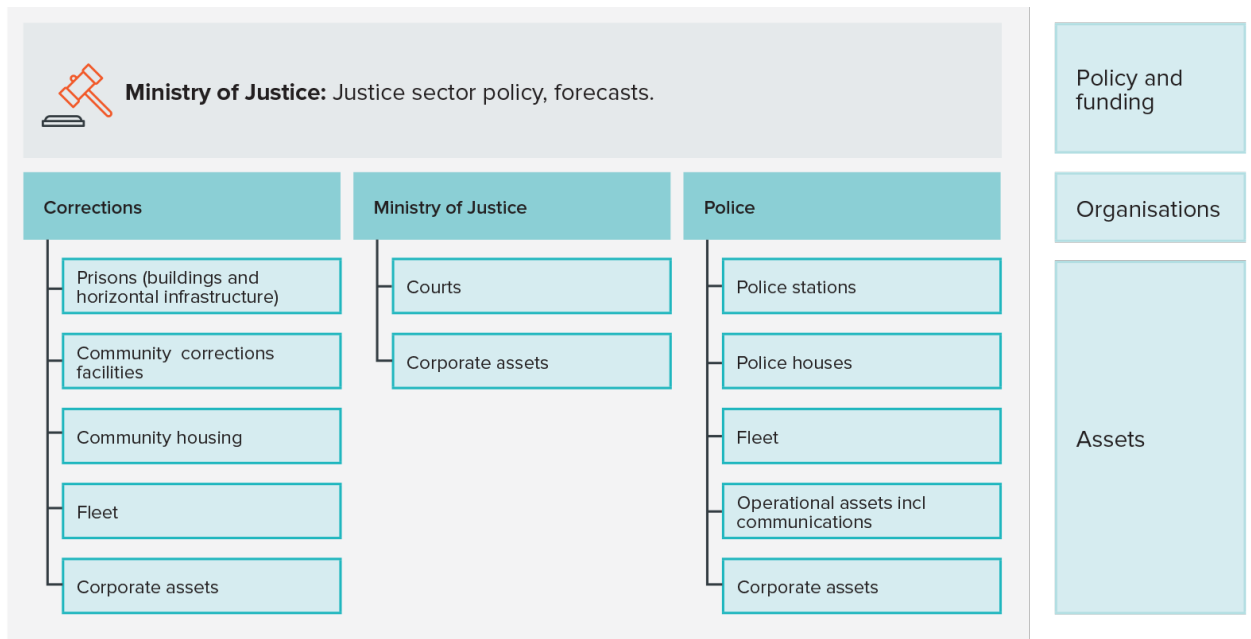 Ministry of Justice: Justice sector policy, forecasts.
Policy and
funding
Corrections
Ministry of Justice
Police
Organisations
Prisons (buildings and
horizontal infrastructure)
Community corrections
facilities
Community housing
Fleet
Corporate assets
Courts
Corporate assets
Police stations
Police houses
Fleet
Operational assets incl
communications
Corporate assets
Assets